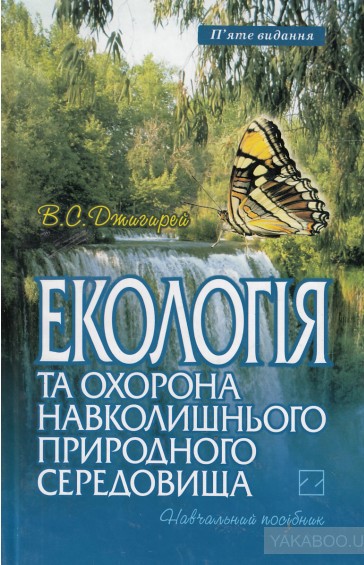 П'яте видання
В.С. Джигирей
ЕКОЛОГІЯ
ТА ОХОРОНА
НАВКОЛИШНЬОГО
ПРИРОДНОГО
СЕРЕДОВИЩА
Навчальний посібник
YAKABOO.U